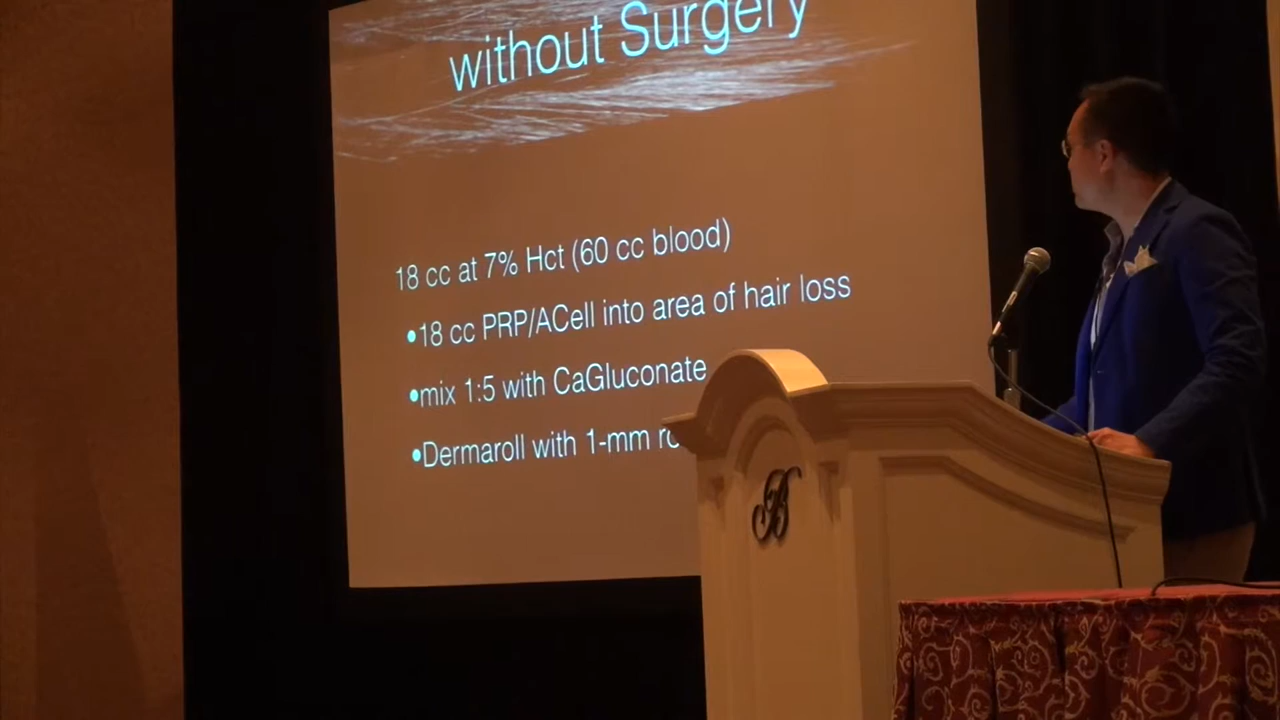 without Surgery
18 cc at 7% Hct (60 cc blood)
•18 cc PRP/ACell into area of hair loss
•mix 1:5 with CaGluconate
•Dermaroll with 1-mm
B